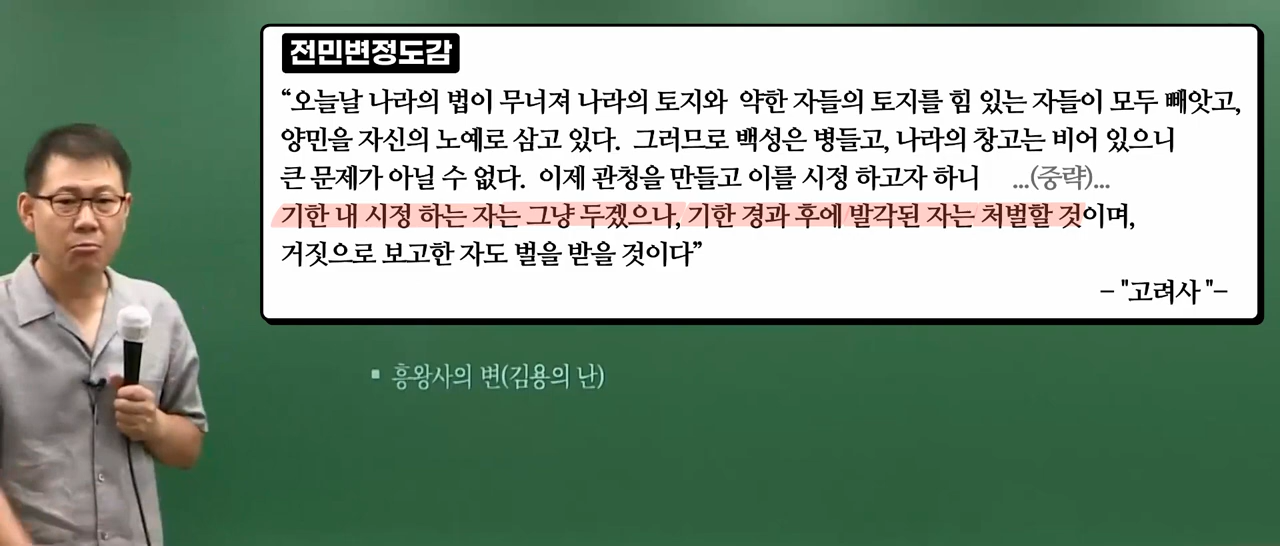 전민변정도감
“오늘날 나라의 법이 무너져 나라의 토지와 약한 자들의 토지를 힘 있는 자들이 모두 빼앗고,
양민을 자신의 노예로 삼고 있다. 그러므로 백성은 병들고, 나라의 창고는 비어 있으니
큰 문제가 아닐 수 없다. 이제 관청을 만들고 이를 시정 하고자 하니 ...(중략)...
기한 내 시정 하는 자는 그냥 두겠으나, 기한 경과 후에 발각된 자는 처벌할 것이며,
거짓으로 보고한 자도 벌을 받을 것이다”
– "고려사 "–
▪ 흥왕사의 변(김용의 난)